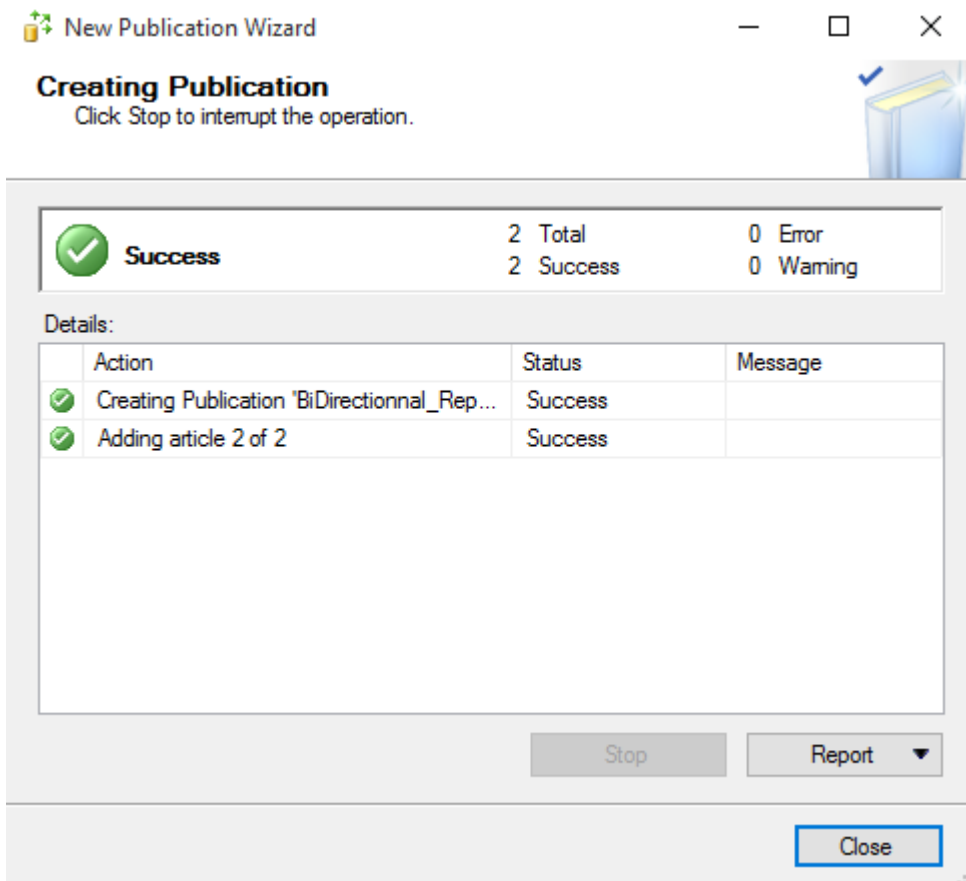 New Publication Wizard
Creating Publication
Click Stop to interrupt the operation.
Success 2 Total 0 Error
2 Success 0 Warning
Details:
Action Status Message
Creating Publication 'BiDirectionnal_Rep... Success
Adding article 2 of 2 Success
Stop Report
Close